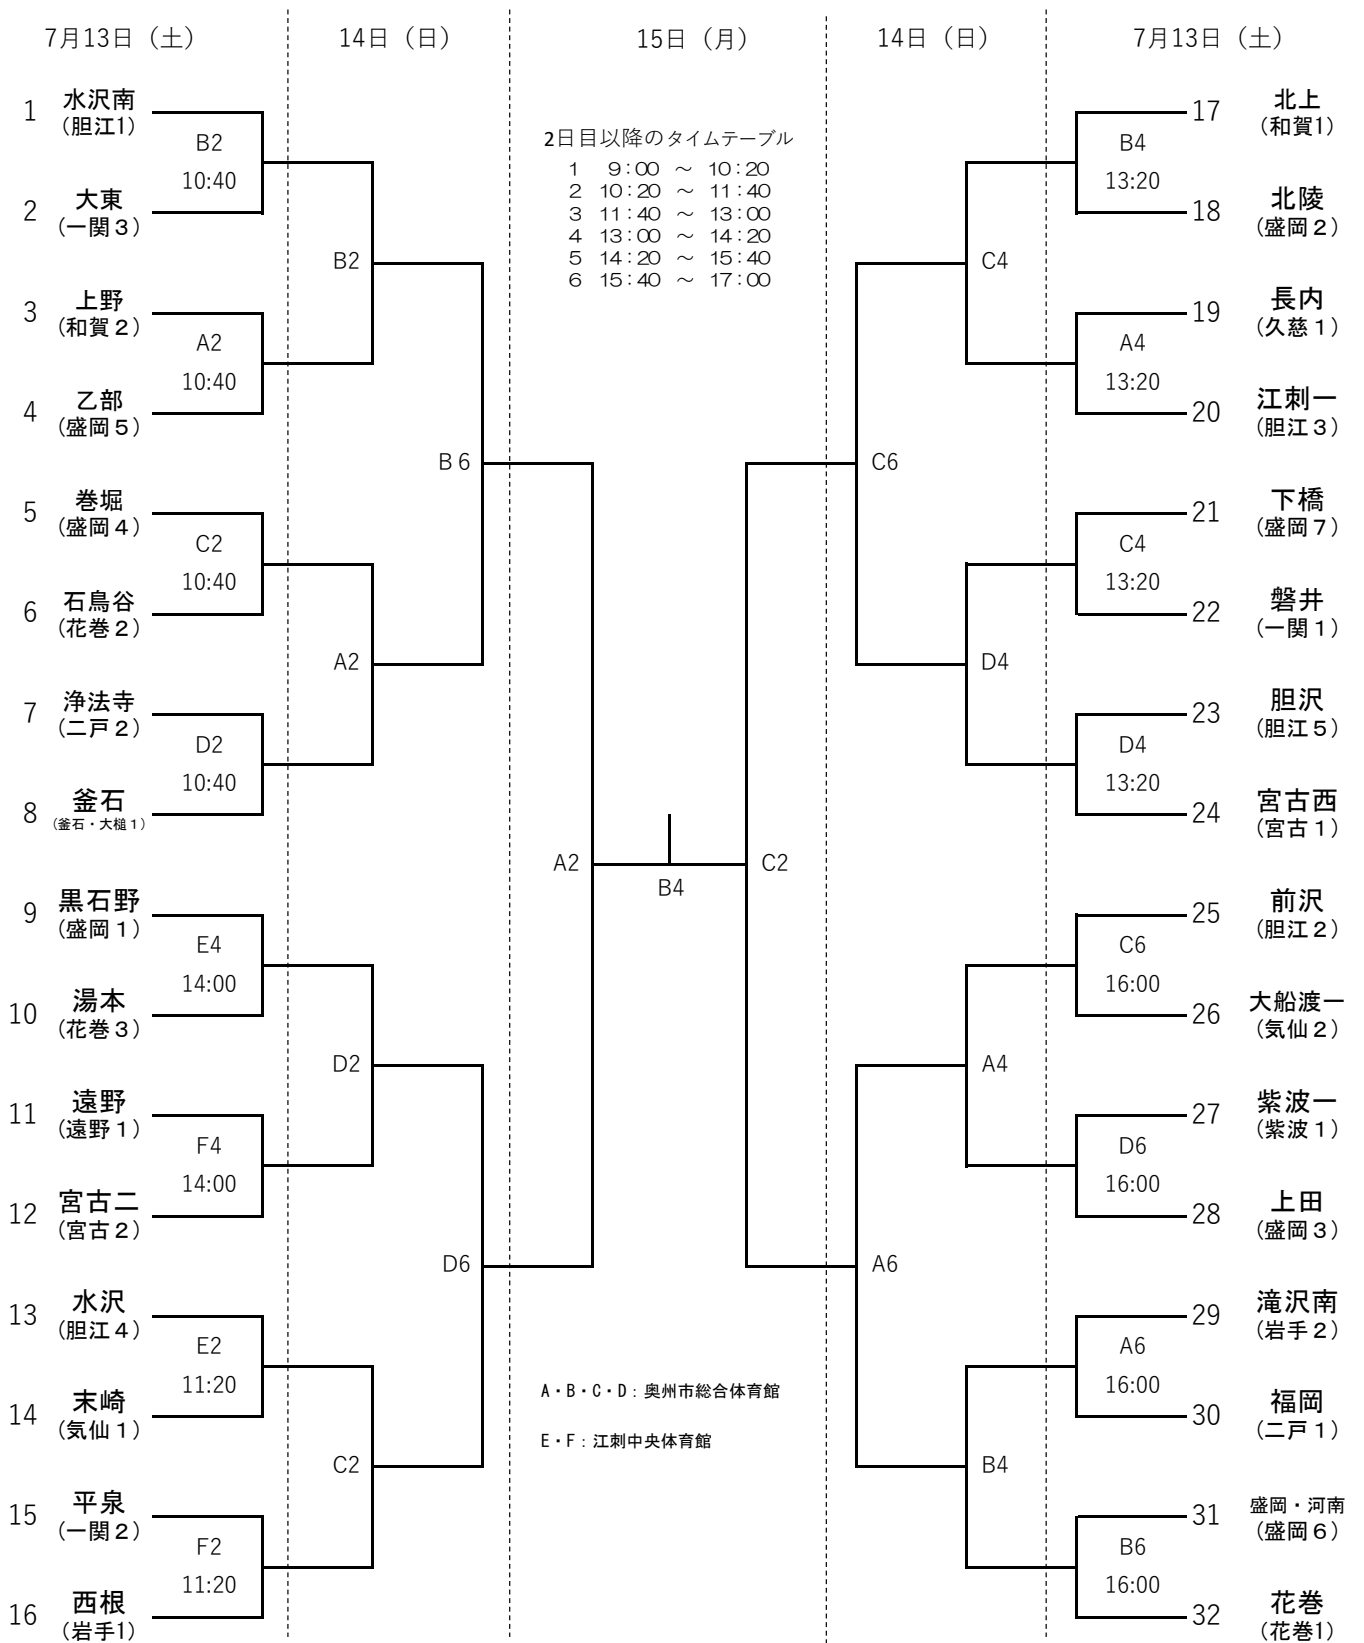 7月13日（土）
14日（日）
15日（月）
14日（日）
7月13日（土）
2日目以降のタイムテーブル
1 9：00 ～ 10：20
2 10：20 ～ 11：40
3 11：40 ～ 13：00
4 13：00 ～ 14：20
5 14：20 ～ 15：40
6 15：40 ～ 17：00
1 水沢南
（胆江1）
B2
10:40
2 大東
（一関３）
B2
3 上野
（和賀２）
A2
10:40
4 乙部
（盛岡５）
B 6
5 巻堀
（盛岡４）
C2
10:40
6 石鳥谷
（花巻２）
A2
7 浄法寺
（二戸２）
D2
10:40
8 釜石
（釜石・大槌１）
A2
9 黒石野
（盛岡１）
E4
14:00
10 湯本
（花巻３）
D2
11 遠野
（遠野１）
F4
14:00
12 宮古二
（宮古２）
D6
13 水沢
（胆江４）
E2
11:20
14 末崎
（気仙１）
C2
15 平泉
（一関２）
F2
11:20
16 西根
（岩手1）
B4
A・B・C・D：奥州市総合体育館
E・F：江刺中央体育館
17 北上
（和賀1）
B4
13:20
18 北陵
（盛岡２）
C4
19 長内
（久慈１）
A4
13:20
20 江刺一
（胆江３）
C6
21 下橋
（盛岡７）
C4
13:20
22 磐井
（一関１）
D4
23 胆沢
（胆江５）
D4
13:20
24 宮古西
（宮古１）
C2
25 前沢
（胆江２）
C6
16:00
26 大船渡一
（気仙２）
A4
27 紫波一
（紫波１）
D6
16:00
28 上田
（盛岡３）
A6
29 滝沢南
（岩手２）
A6
16:00
30 福岡
（二戸１）
B4
31 盛岡・河南
（盛岡６）
B6
16:00
32 花巻
（花巻1）